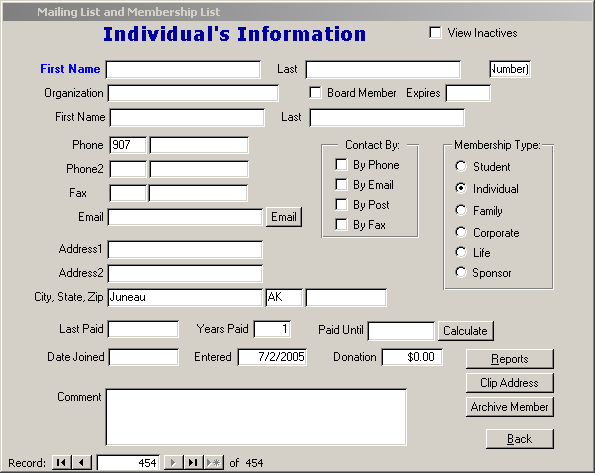 Mailing List and Membership List
Individual's Information
View Inactives
First Name Last Number)
Organization Board Member Expires
First Name Last
Phone 907
Phone2
Fax
Email Email
Contact By:
By Phone
By Email
By Post
By Fax
Membership Type:
Student
Individual
Family
Corporate
Life
Sponsor
Address1
Address2
City, State, Zip Juneau AK
Last Paid Years Paid 1 Paid Until Calculate
Date Joined Entered 7/2/2005 Donation $0.00
Reports
Clip Address
Archive Member
Comment
Back
Record: 454 of 454